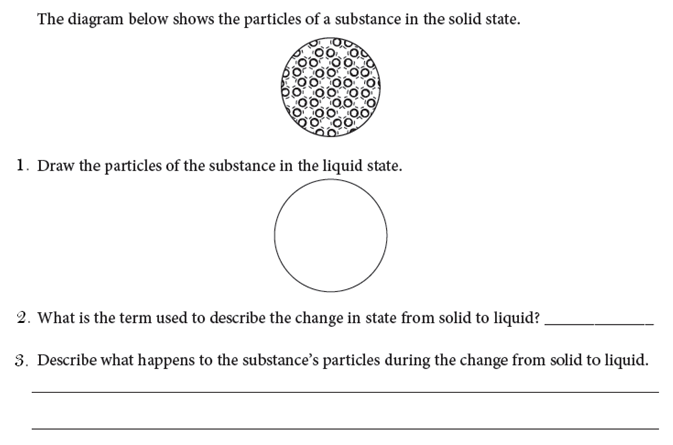 The diagram below shows the particles of a substance in the solid state.
1. Draw the particles of the substance in the liquid state.
2. What is the term used to describe the change in state from solid to liquid? ______________
3. Describe what happens to the substance's particles during the change from solid to liquid.